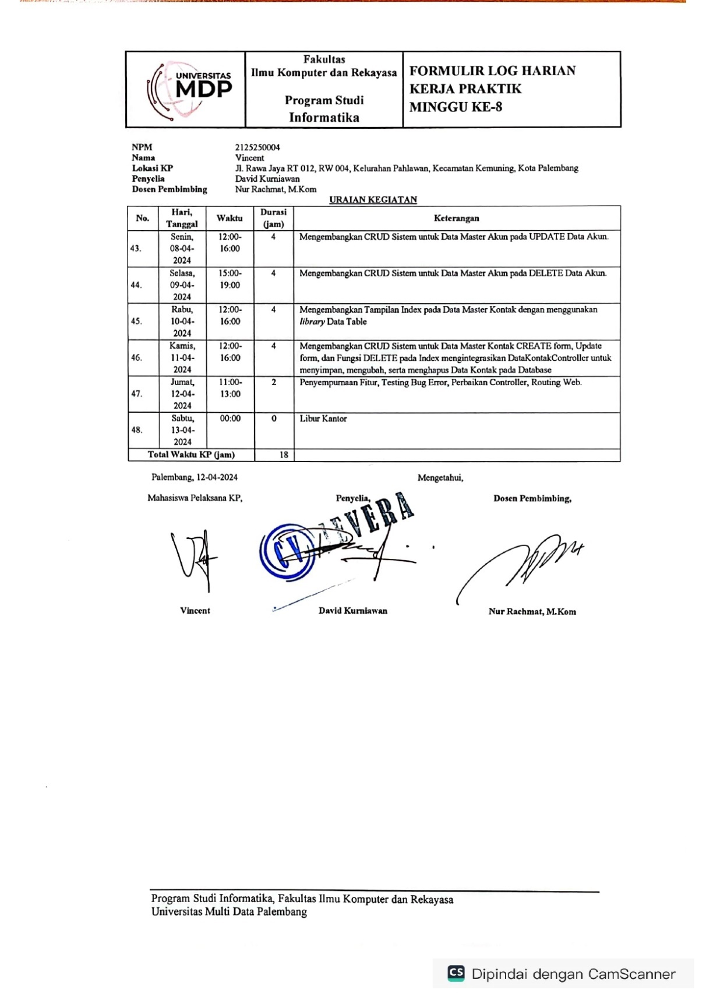 UNIVERSITAS
MDP
Fakultas
Ilmu Komputer dan Rekayasa
Program Studi
Informatika
FORMULIR LOG HARIAN
KERJA PRAKTIK
MINGGU KE-8
NPM 2125250004
Nama Vincent
Lokasi KP Jl. Rawa Jaya RT 012, RW 004, Kelurahan Pahlawan, Kecamatan Kemuning, Kota Palembang
Penyelia David Kurniawan
Dosen Pembimbing Nur Rachmat, M.Kom
URAIAN KEGIATAN
No. Hari, Tanggal Waktu Durasi (jam) Keterangan
43. Senin, 08-04-2024 12:00-16:00 4 Mengembangkan CRUD Sistem untuk Data Master Akun pada UPDATE Data Akun.
44. Selasa, 09-04-2024 15:00-19:00 4 Mengembangkan CRUD Sistem untuk Data Master Akun pada DELETE Data Akun.
45. Rabu, 10-04-2024 12:00-16:00 4 Mengembangkan Tampilan Index pada Data Master Kontak dengan menggunakan
library Data Table
46. Kamis, 11-04-2024 12:00-16:00 4 Mengembangkan CRUD Sistem untuk Data Master Kontak CREATE form, Update
form, dan Fungsi DELETE pada Index mengintegrasikan DataKontakController untuk
menyimpan, mengubah, serta menghapus Data Kontak pada Database
47. Jumat, 12-04-2024 11:00-13:00 2 Penyempurnaan Fitur, Testing Bug Error, Perbaikan Controller, Routing Web.
48. Sabtu, 13-04-2024 00:00 0 Libur Kantor
Total Waktu KP (jam) 18
Palembang, 12-04-2024 Mengetahui,
Mahasiswa Pelaksana KP, Penyelia, Dosen Pembimbing,
CV
Vincent David Kurniawan Nur Rachmat, M.Kom
Program Studi Informatika, Fakultas Ilmu Komputer dan Rekayasa
Universitas Multi Data Palembang
CS Dipindai dengan CamScanner